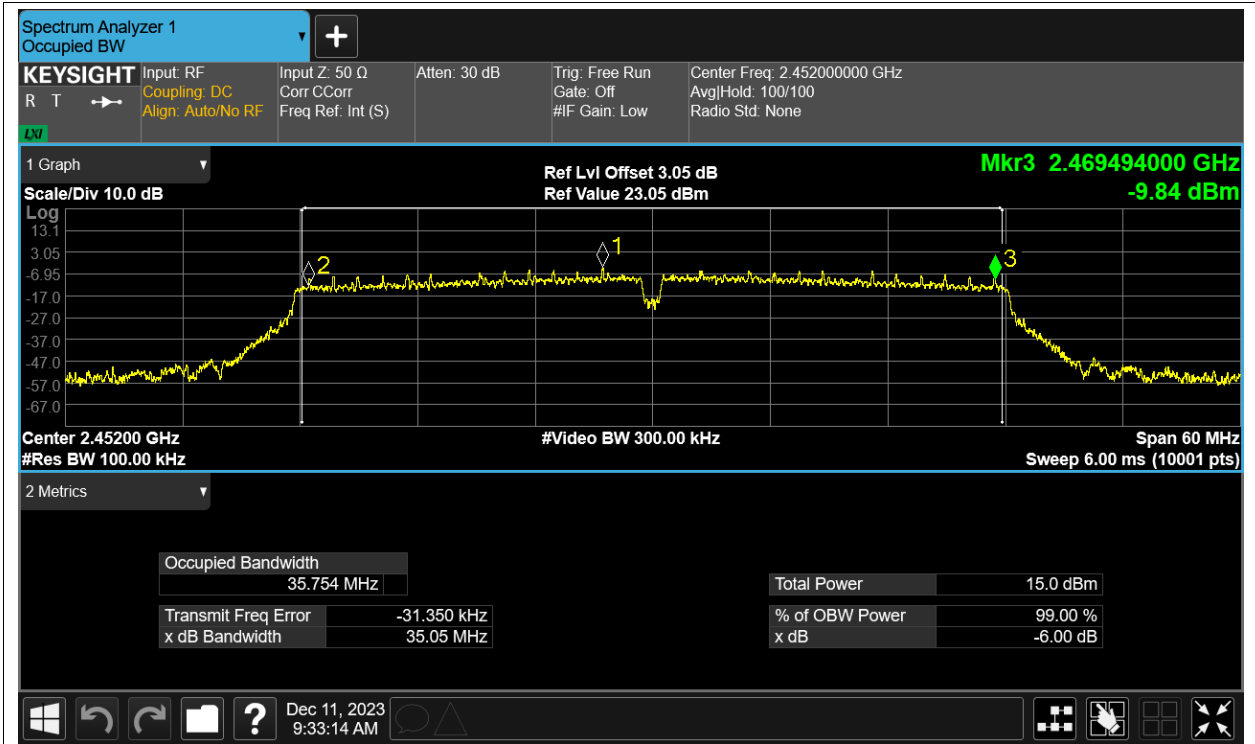 Spectrum Analyzer 1
Occupied BW
KEYSIGHT
R T
LXI
Input: RF
Coupling: DC
Align: Auto/No RF
Input Z: 50 Ω
Corr CCorr
Freq Ref: Int (S)
Atten: 30 dB
Trig: Free Run
Gate: Off
#IF Gain: Low
Center Freq: 2.452000000 GHz
Avg|Hold: 100/100
Radio Std: None
1 Graph
Scale/Div 10.0 dB
Ref Lvl Offset 3.05 dB
Ref Value 23.05 dBm
Mkr3 2.469494000 GHz
-9.84 dBm
Log
13.1
3.05
-6.95
-17.0
-27.0
-37.0
-47.0
-57.0
-67.0
2
1
3
Center 2.45200 GHz
#Res BW 100.00 kHz
#Video BW 300.00 kHz
Span 60 MHz
Sweep 6.00 ms (10001 pts)
2 Metrics
Occupied Bandwidth
35.754 MHz
Transmit Freq Error -31.350 kHz
x dB Bandwidth 35.05 MHz
Total Power 15.0 dBm
% of OBW Power 99.00 %
x dB -6.00 dB
?
Dec 11, 2023
9:33:14 AM